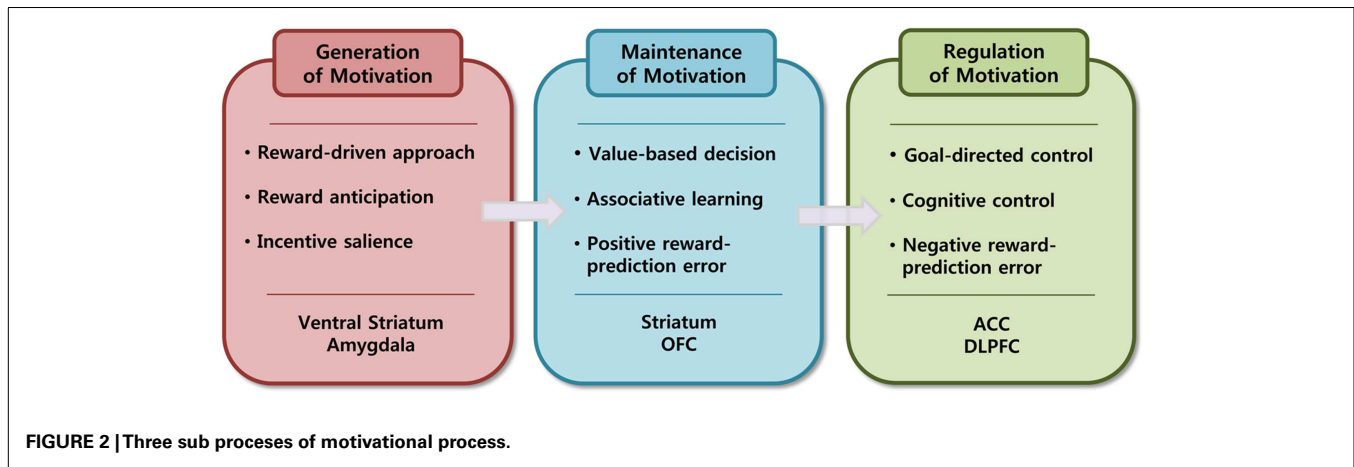 Generation
of Motivation
• Reward-driven approach
• Reward anticipation
• Incentive salience
Ventral Striatum
Amygdala
Maintenance
of Motivation
• Value-based decision
• Associative learning
• Positive reward-
prediction error
Striatum
OFC
Regulation
of Motivation
• Goal-directed control
• Cognitive control
• Negative reward-
prediction error
ACC
DLPFC
FIGURE 2 | Three sub proceses of motivational process.